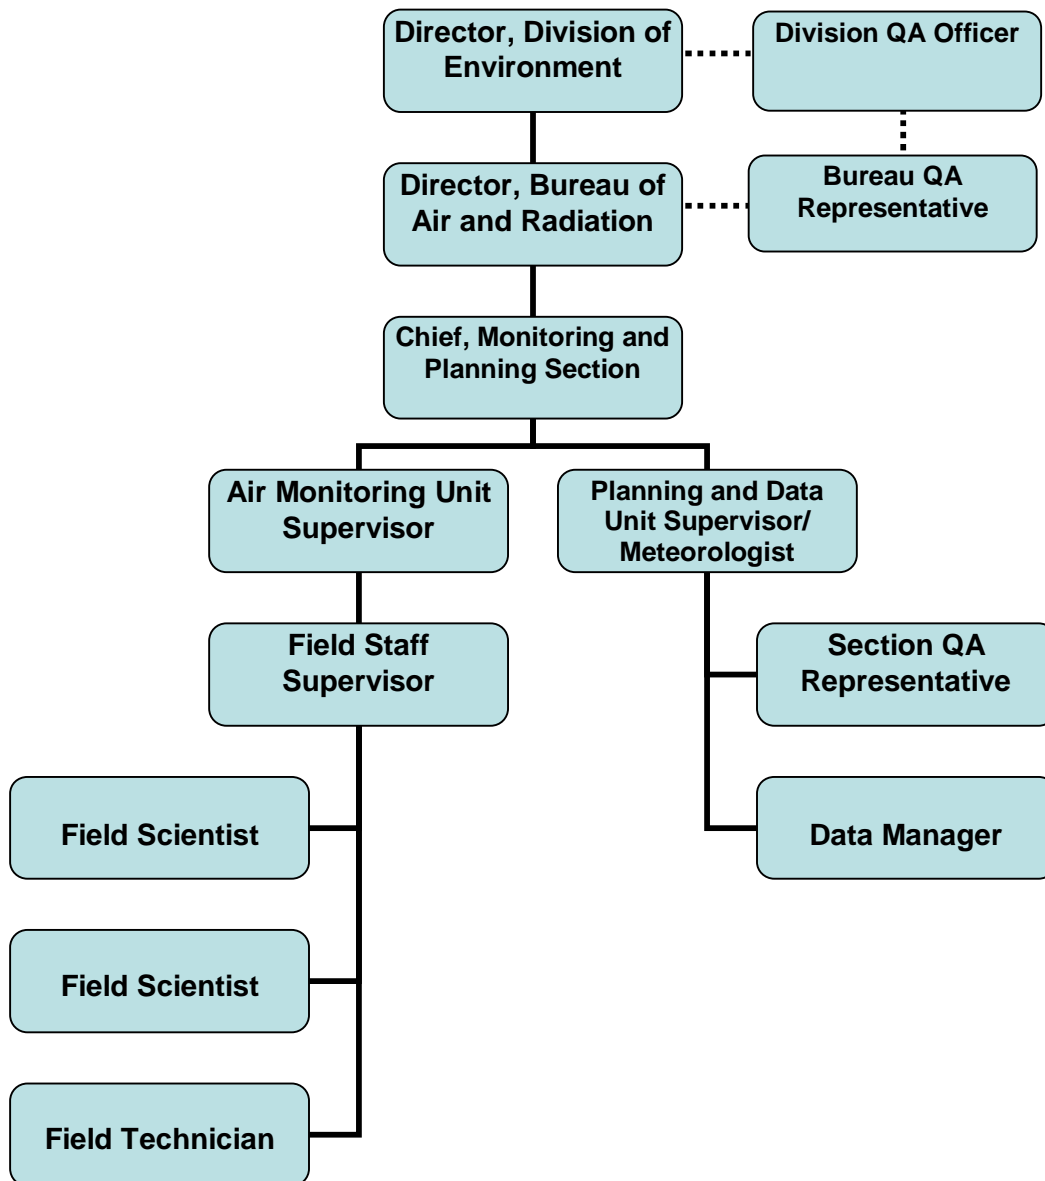 Director, Division of
Environment
Division QA Officer
Director, Bureau of
Air and Radiation
Bureau QA
Representative
Chief, Monitoring and
Planning Section
Air Monitoring Unit
Supervisor
Planning and Data
Unit Supervisor/
Meteorologist
Field Staff
Supervisor
Section QA
Representative
Field Scientist
Data Manager
Field Scientist
Field Technician